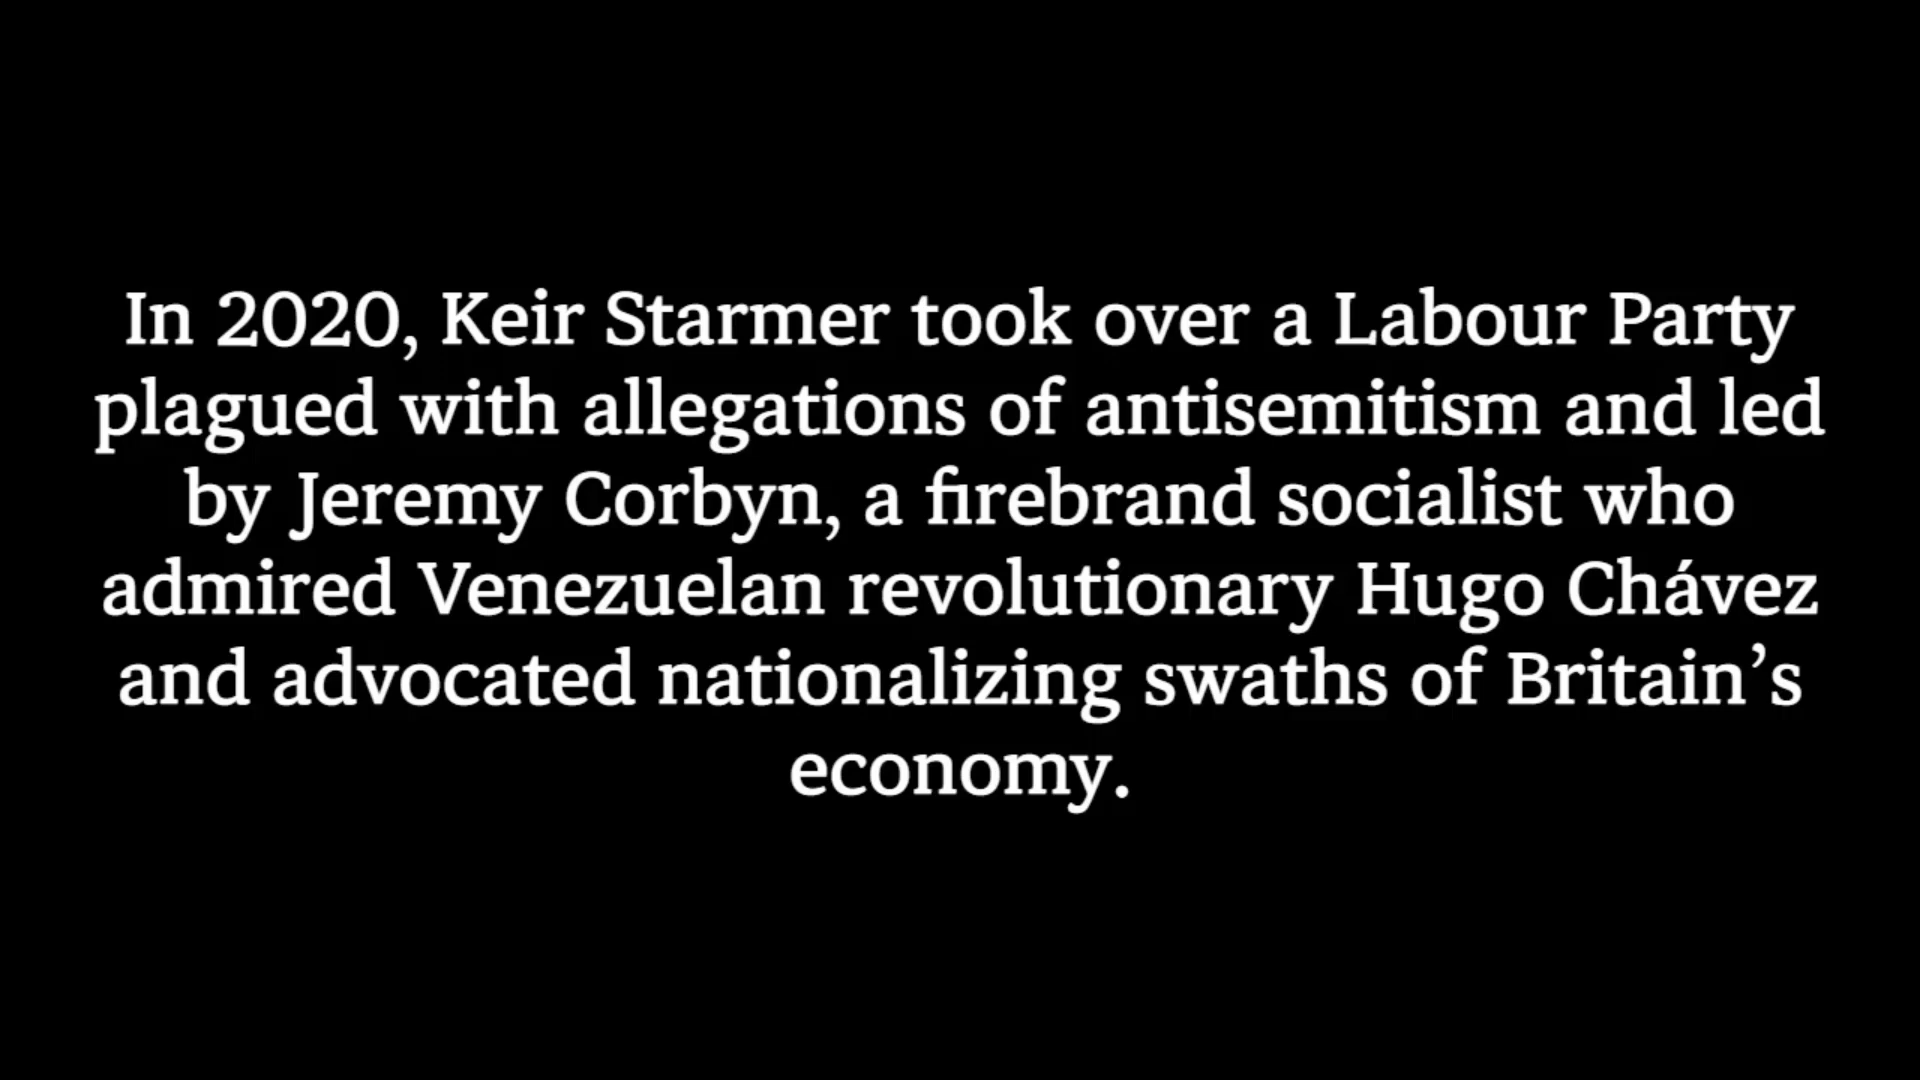 In 2020, Keir Starmer took over a Labour Party
plagued with allegations of antisemitism and led
by Jeremy Corbyn, a firebrand socialist who
admired Venezuelan revolutionary Hugo Chávez
and advocated nationalizing swaths of Britain’s
economy.